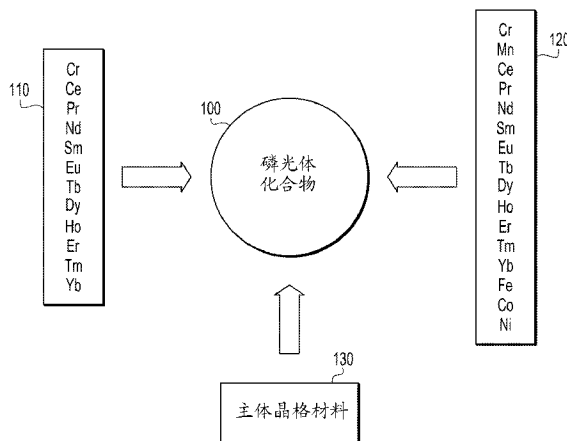 110
Cr
Ce
Pr
Nd
Sm
Eu
Tb
Dy
Ho
Er
Tm
Yb
100
磷光体
化合物
120
Cr
Mn
Ce
Pr
Nd
Sm
Eu
Tb
Dy
Ho
Er
Tm
Yb
Fe
Co
Ni
130
主体晶格材料